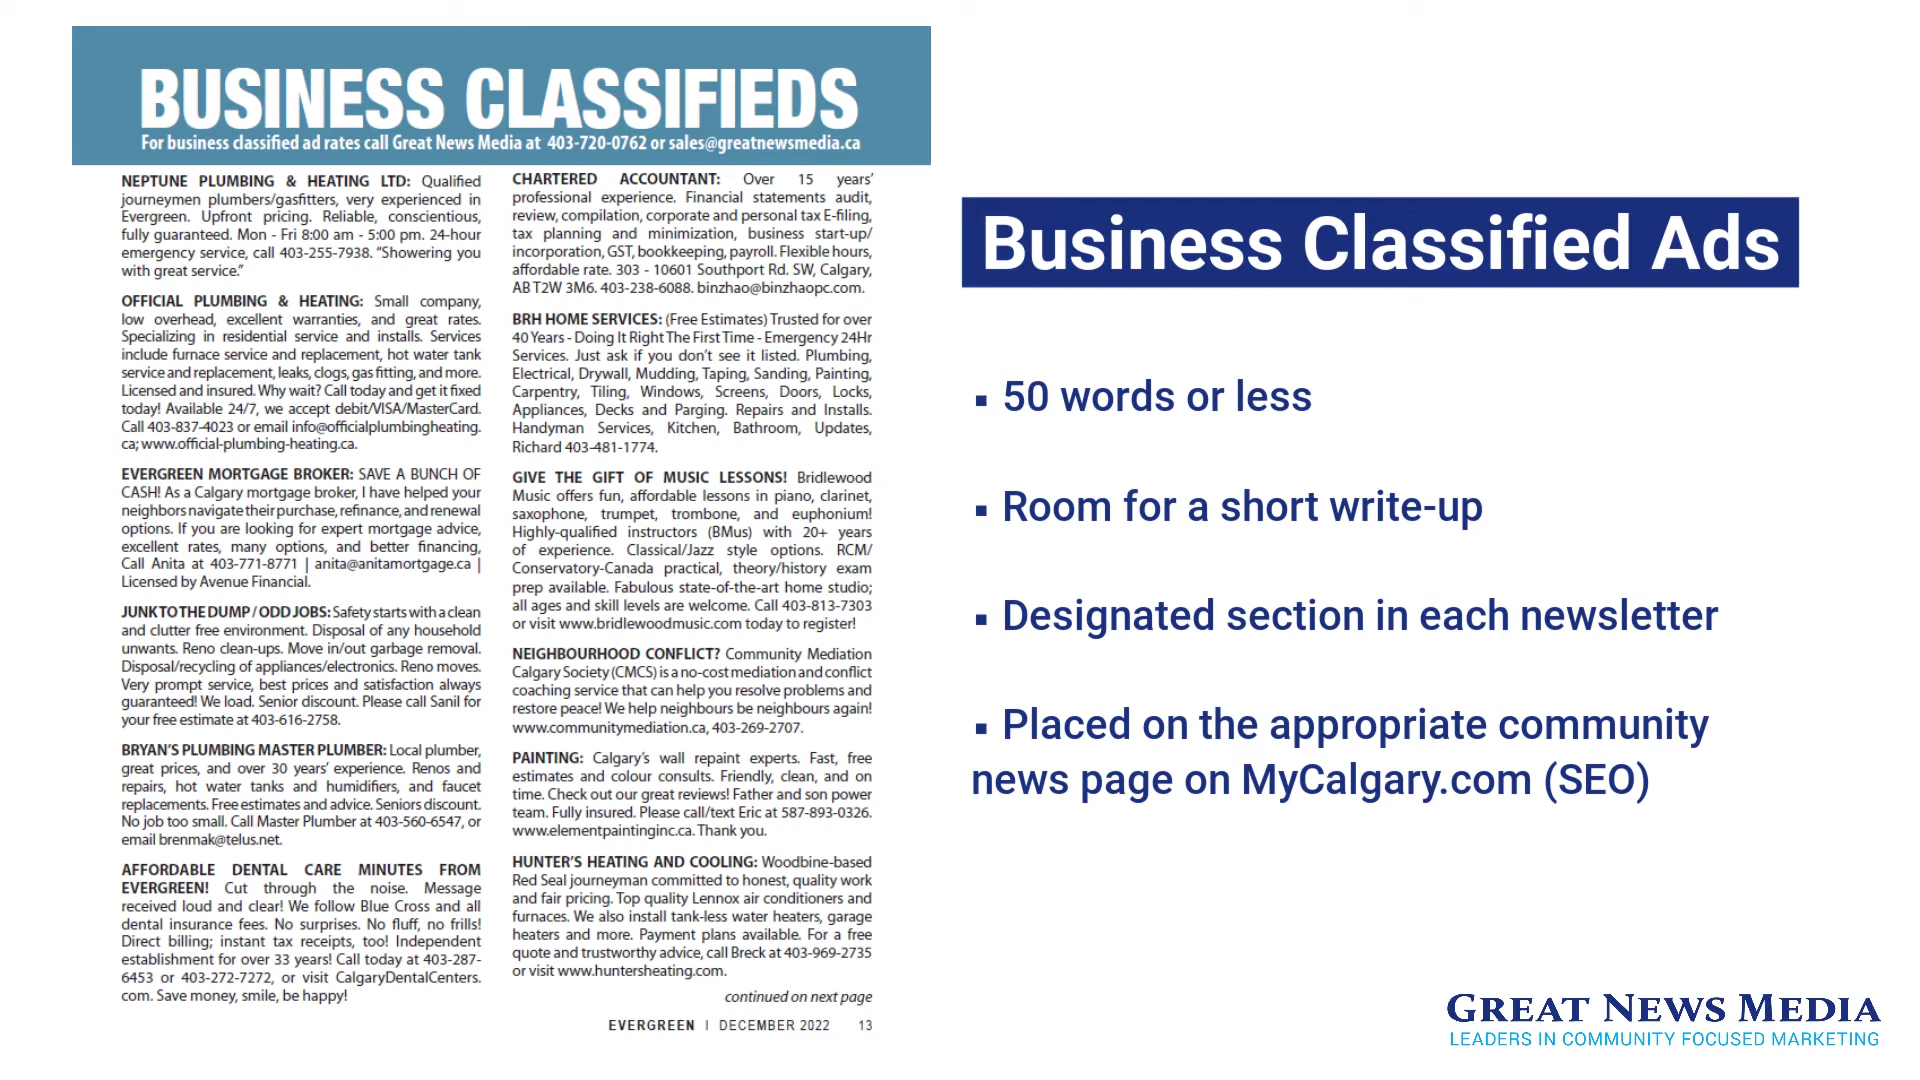 BUSINESS CLASSIFIEDS
For business classified ad rates call Great News Media at 403-720-0762 or sales@greatnewsmedia.ca
NEPTUNE PLUMBING & HEATING LTD: Qualified
journeymen plumbers/gasfitters, very experienced in
Evergreen. Upfront pricing. Reliable, conscientious,
fully guaranteed. Mon - Fri 8:00 am - 5:00 pm. 24-hour
emergency service, call 403-255-7938. “Showering you
with great service.”
OFFICIAL PLUMBING & HEATING: Small company,
low overhead, excellent warranties, and great rates.
Specializing in residential service and installs. Services
include furnace service and replacement, hot water tank
service and replacement, leaks, clogs, gas fitting, and more.
Licensed and insured. Why wait? Call today and get it fixed
today! Available 24/7, we accept debit/VISA/MasterCard.
Call 403-837-4023 or email info@officialplumbingheating.
ca; www.official-plumbing-heating.ca.
EVERGREEN MORTGAGE BROKER: SAVE A BUNCH OF
CASH! As a Calgary mortgage broker, I have helped your
neighbors navigate their purchase, refinance, and renewal
options. If you are looking for expert mortgage advice,
excellent rates, many options, and better financing,
Call Anita at 403-771-8771 | anita@anitamortgage.ca |
Licensed by Avenue Financial.
JUNK TO THE DUMP / ODD JOBS: Safety starts with a clean
and clutter free environment. Disposal of any household
unwants. Reno clean-ups. Move in/out garbage removal.
Disposal/recycling of appliances/electronics. Reno moves.
Very prompt service, best prices and satisfaction always
guaranteed! We load. Senior discount. Please call Sanil for
your free estimate at 403-616-2758.
BRYAN’S PLUMBING MASTER PLUMBER: Local plumber,
great prices, and over 30 years’ experience. Renos and
repairs, hot water tanks and humidifiers, and faucet
replacements. Free estimates and advice. Seniors discount.
No job too small. Call Master Plumber at 403-560-6547, or
email brenmak@telus.net.
AFFORDABLE DENTAL CARE MINUTES FROM
EVERGREEN! Cut through the noise. Message
received loud and clear! We follow Blue Cross and all
dental insurance fees. No surprises. No fluff, no frills!
Direct billing; instant tax receipts, too! Independent
establishment for over 33 years! Call today at 403-287-
6453 or 403-272-7272, or visit CalgaryDentalCenters.
com. Save money, smile, be happy!
CHARTERED ACCOUNTANT: Over 15 years’
professional experience. Financial statements audit,
review, compilation, corporate and personal tax E-filing,
tax planning and minimization, business start-up/
incorporation, GST, bookkeeping, payroll. Flexible hours,
affordable rate. 303 - 10601 Southport Rd. SW, Calgary,
AB T2W 3M6. 403-238-6088. binzhao@binzhaopc.com.
BRH HOME SERVICES: (Free Estimates) Trusted for over
40 Years - Doing It Right The First Time - Emergency 24Hr
Services. Just ask if you don’t see it listed. Plumbing,
Electrical, Drywall, Mudding, Taping, Sanding, Painting,
Carpentry, Tiling, Windows, Screens, Doors, Locks,
Appliances, Decks and Parging. Repairs and Installs.
Handyman Services, Kitchen, Bathroom, Updates,
Richard 403-481-1774.
GIVE THE GIFT OF MUSIC LESSONS! Bridlewood
Music offers fun, affordable lessons in piano, clarinet,
saxophone, trumpet, trombone, and euphonium!
Highly-qualified instructors (BMus) with 20+ years
of experience. Classical/Jazz style options. RCM/
Conservatory-Canada practical, theory/history exam
prep available. Fabulous state-of-the-art home studio;
all ages and skill levels are welcome. Call 403-813-7303
or visit www.bridlewoodmusic.com today to register!
NEIGHBOURHOOD CONFLICT? Community Mediation
Calgary Society (CMCS) is a no-cost mediation and conflict
coaching service that can help you resolve problems and
restore peace! We help neighbours be neighbours again!
www.communitymediation.ca, 403-269-2707.
PAINTING: Calgary’s wall repaint experts. Fast, free
estimates and colour consults. Friendly, clean, and on
time. Check out our great reviews! Father and son power
team. Fully insured. Please call/text Eric at 587-893-0326.
www.elementpaintinginc.ca. Thank you.
HUNTER’S HEATING AND COOLING: Woodbine-based
Red Seal journeyman committed to honest, quality work
and fair pricing. Top quality Lennox air conditioners and
furnaces. We also install tank-less water heaters, garage
heaters and more. Payment plans available. For a free
quote and trustworthy advice, call Breck at 403-969-2735
or visit www.huntersheating.com.
continued on next page
EVERGREEN | DECEMBER 2022 13
Business Classified Ads
▪ 50 words or less
▪ Room for a short write-up
▪ Designated section in each newsletter
▪ Placed on the appropriate community
news page on MyCalgary.com (SEO)
GREAT NEWS MEDIA
LEADERS IN COMMUNITY FOCUSED MARKETING